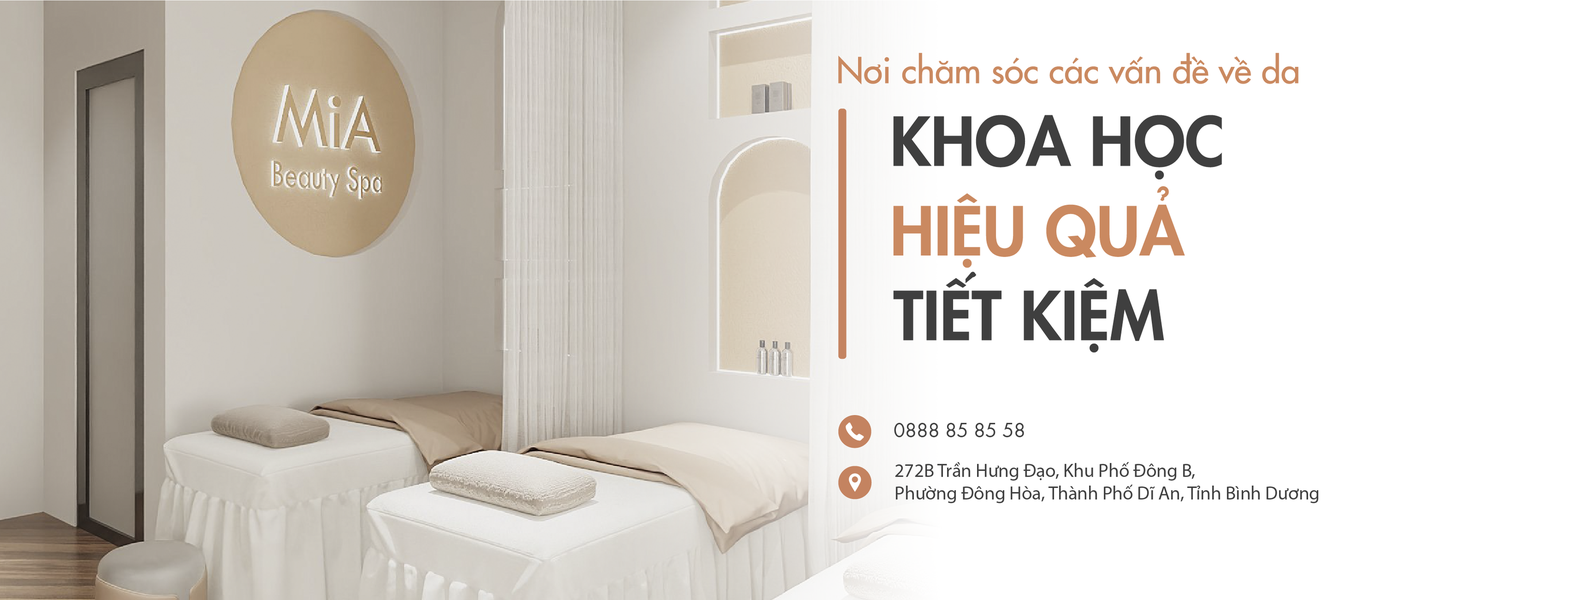 MiA
Beauty Spa
Nơi chăm sóc các vấn đề về da
KHOA HỌC
HIỆU QUẢ
TIẾT KIỆM
0888 85 85 58
272B Trần Hưng Đạo, Khu Phố Đông B,
Phường Đông Hòa, Thành Phố Dĩ An, Tỉnh Bình Dương